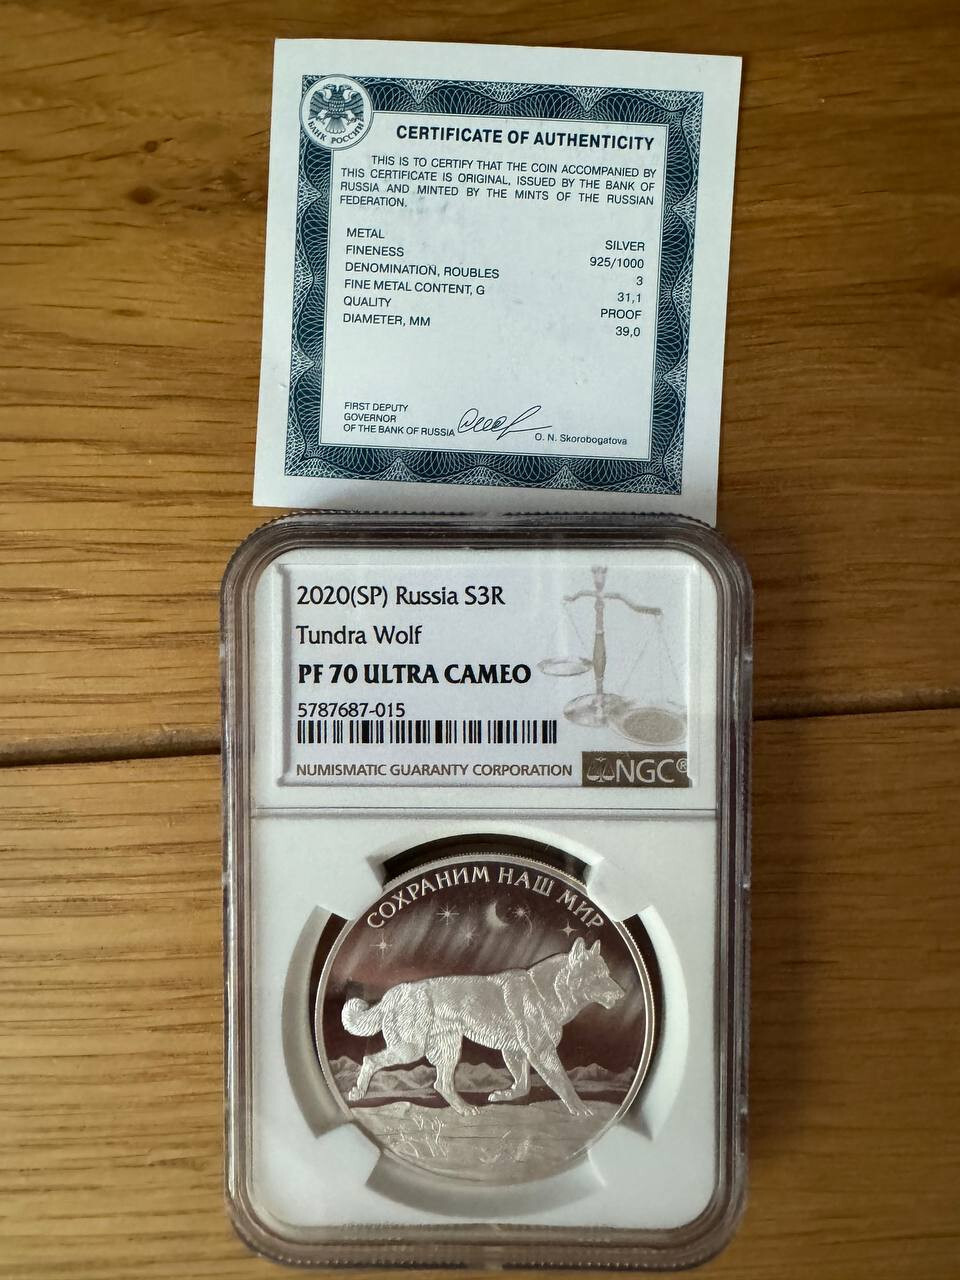 БАНК РОССИИ
CERTIFICATE OF AUTHENTICITY
THIS IS TO CERTIFY THAT THE COIN ACCOMPANIED BY
THIS CERTIFICATE IS ORIGINAL, ISSUED BY THE BANK OF
RUSSIA AND MINTED BY THE MINTS OF THE RUSSIAN
FEDERATION.
METAL SILVER
FINENESS 925/1000
DENOMINATION, ROUBLES 3
FINE METAL CONTENT, G 31,1
QUALITY PROOF
DIAMETER, MM 39,0
FIRST DEPUTY
GOVERNOR
OF THE BANK OF RUSSIA O. N. Skorobogatova
2020(SP) Russia S3R
Tundra Wolf
PF 70 ULTRA CAMEO
5787687-015
NUMISMATIC GUARANTY CORPORATION NGC®
СОХРАНИМ НАШ МИР